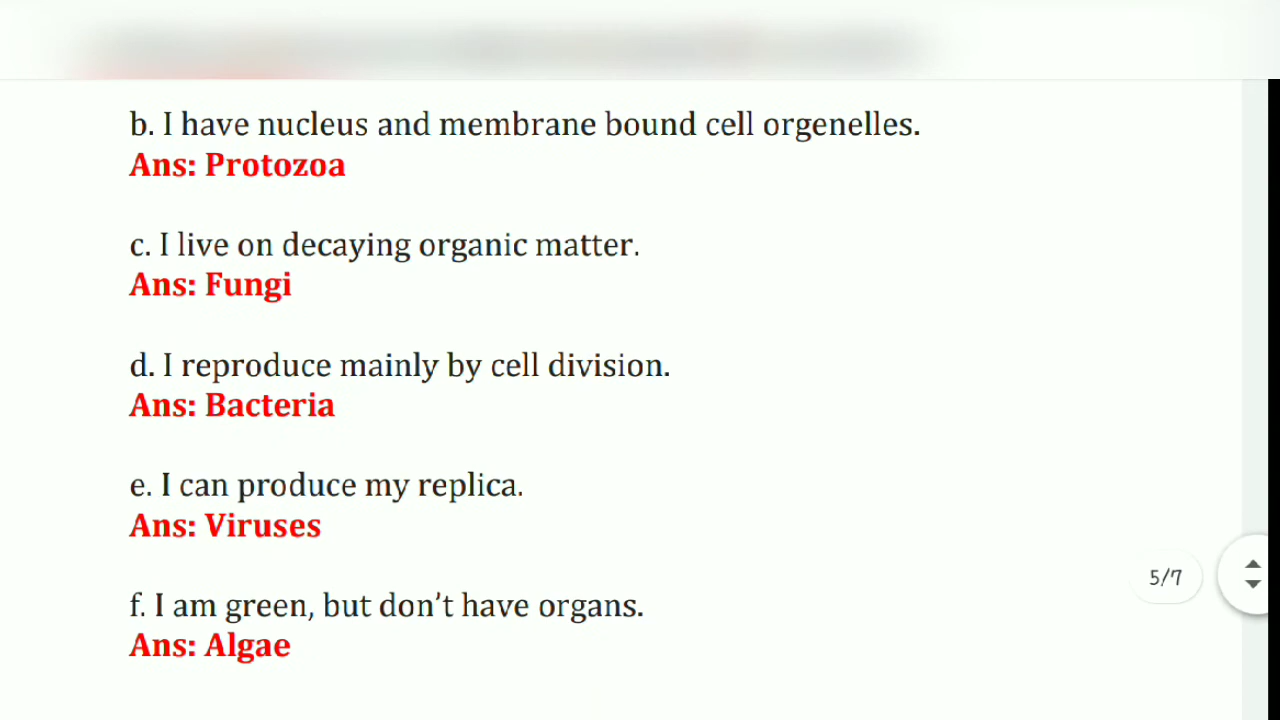 b. I have nucleus and membrane bound cell orgenelles.
Ans: Protozoa
c. I live on decaying organic matter.
Ans: Fungi
d. I reproduce mainly by cell division.
Ans: Bacteria
e. I can produce my replica.
Ans: Viruses
5/7
f. I am green, but don’t have organs.
Ans: Algae